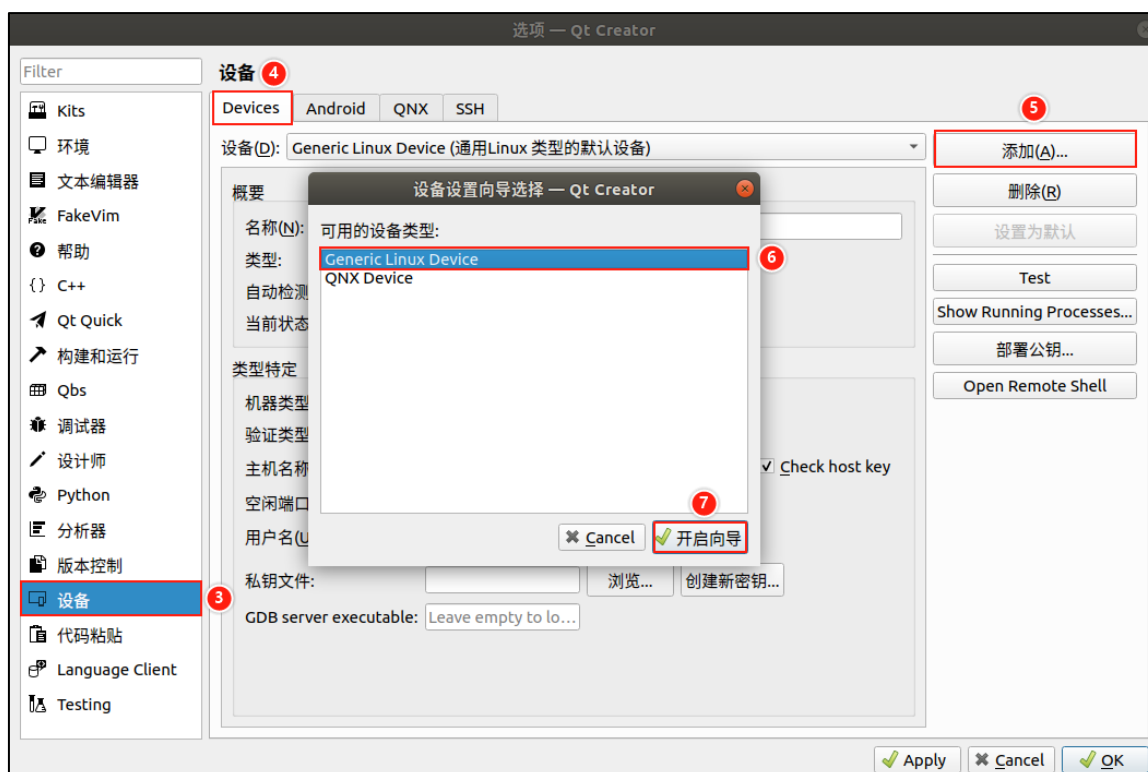 选项 — Qt Creator
Filter
Kits
环境
文本编辑器
FakeVim
帮助
{} C++
Qt Quick
构建和运行
Qbs
调试器
设计师
Python
分析器
版本控制
设备 3
代码粘贴
Language Client
Testing
设备 4
Devices Android QNX SSH
设备(D): Generic Linux Device (通用Linux 类型的默认设备)
概要
名称(N):
类型:
自动检测
当前状态
类型特定
机器类型
验证类型
主机名称
Check host key
空闲端口
用户名(U
私钥文件: 浏览... 创建新密钥...
GDB server executable: Leave empty to lo...
设备设置向导选择 — Qt Creator
可用的设备类型:
Generic Linux Device 6
QNX Device
7
Cancel 开启向导
5
添加(A)...
删除(R)
设置为默认
Test
Show Running Processes...
部署公钥...
Open Remote Shell
Apply Cancel OK